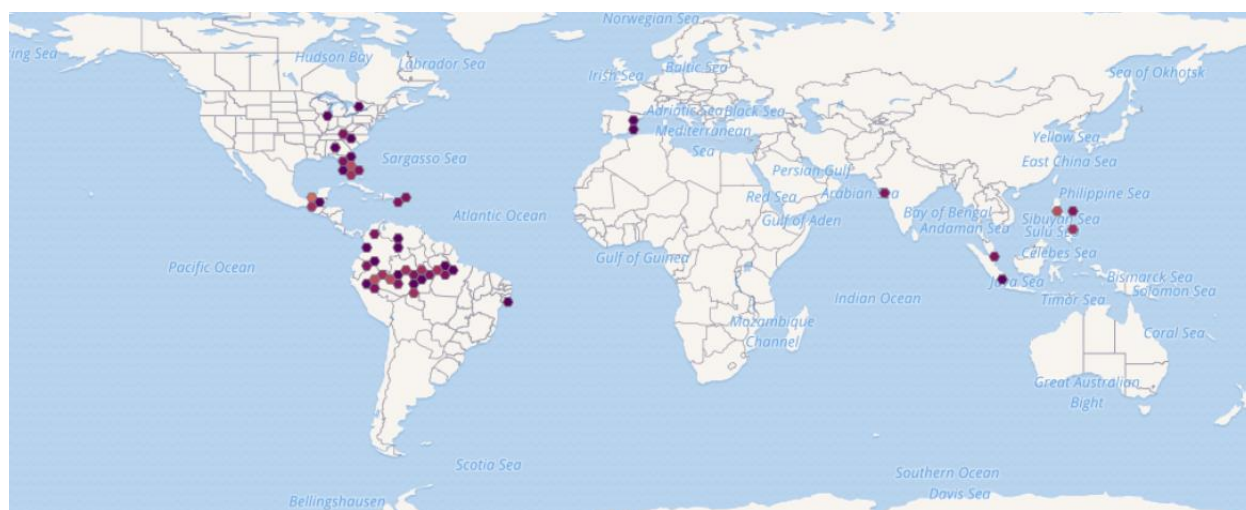 Norwegian Sea
ring Sea
Hudson Bay
Labrador Sea
Irish Sea
Baltic Sea
Sea of Okhotsk
Adriatic Sea
Black Sea
Mediterranean
Sea
Sargasso Sea
Yellow Sea
East China Sea
Persian Gulf
Red Sea
Arabian Sea
Philippine Sea
Atlantic Ocean
Gulf of Aden
Bay of Bengal
Andaman Sea
Sibuyan Sea
Sulu Sea
Pacific Ocean
Gulf of Guinea
Celebes Sea
Java Sea
Bismarck Sea
Solomon Sea
Indian Ocean
Timor Sea
Mozambique
Channel
Coral Sea
Great Australian
Bight
Scotia Sea
Southern Ocean
Davis Sea
Bellingshausen